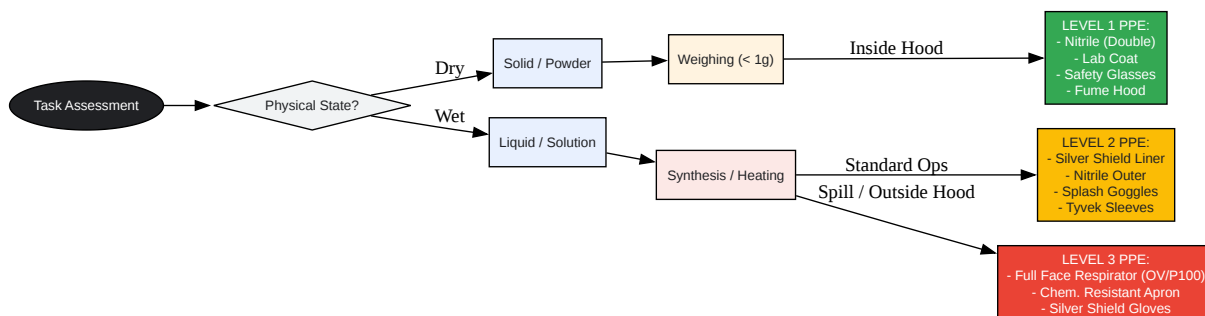 Task Assessment
Physical State?
Dry
Wet
Solid / Powder
Liquid / Solution
Weighing (< 1g)
Synthesis / Heating
Inside Hood
Standard Ops
Spill / Outside Hood
LEVEL 1 PPE:
- Nitrile (Double)
- Lab Coat
- Safety Glasses
- Fume Hood
LEVEL 2 PPE:
- Silver Shield Liner
- Nitrile Outer
- Splash Goggles
- Tyvek Sleeves
LEVEL 3 PPE:
- Full Face Respirator (OV/P100)
- Chem. Resistant Apron
- Silver Shield Gloves